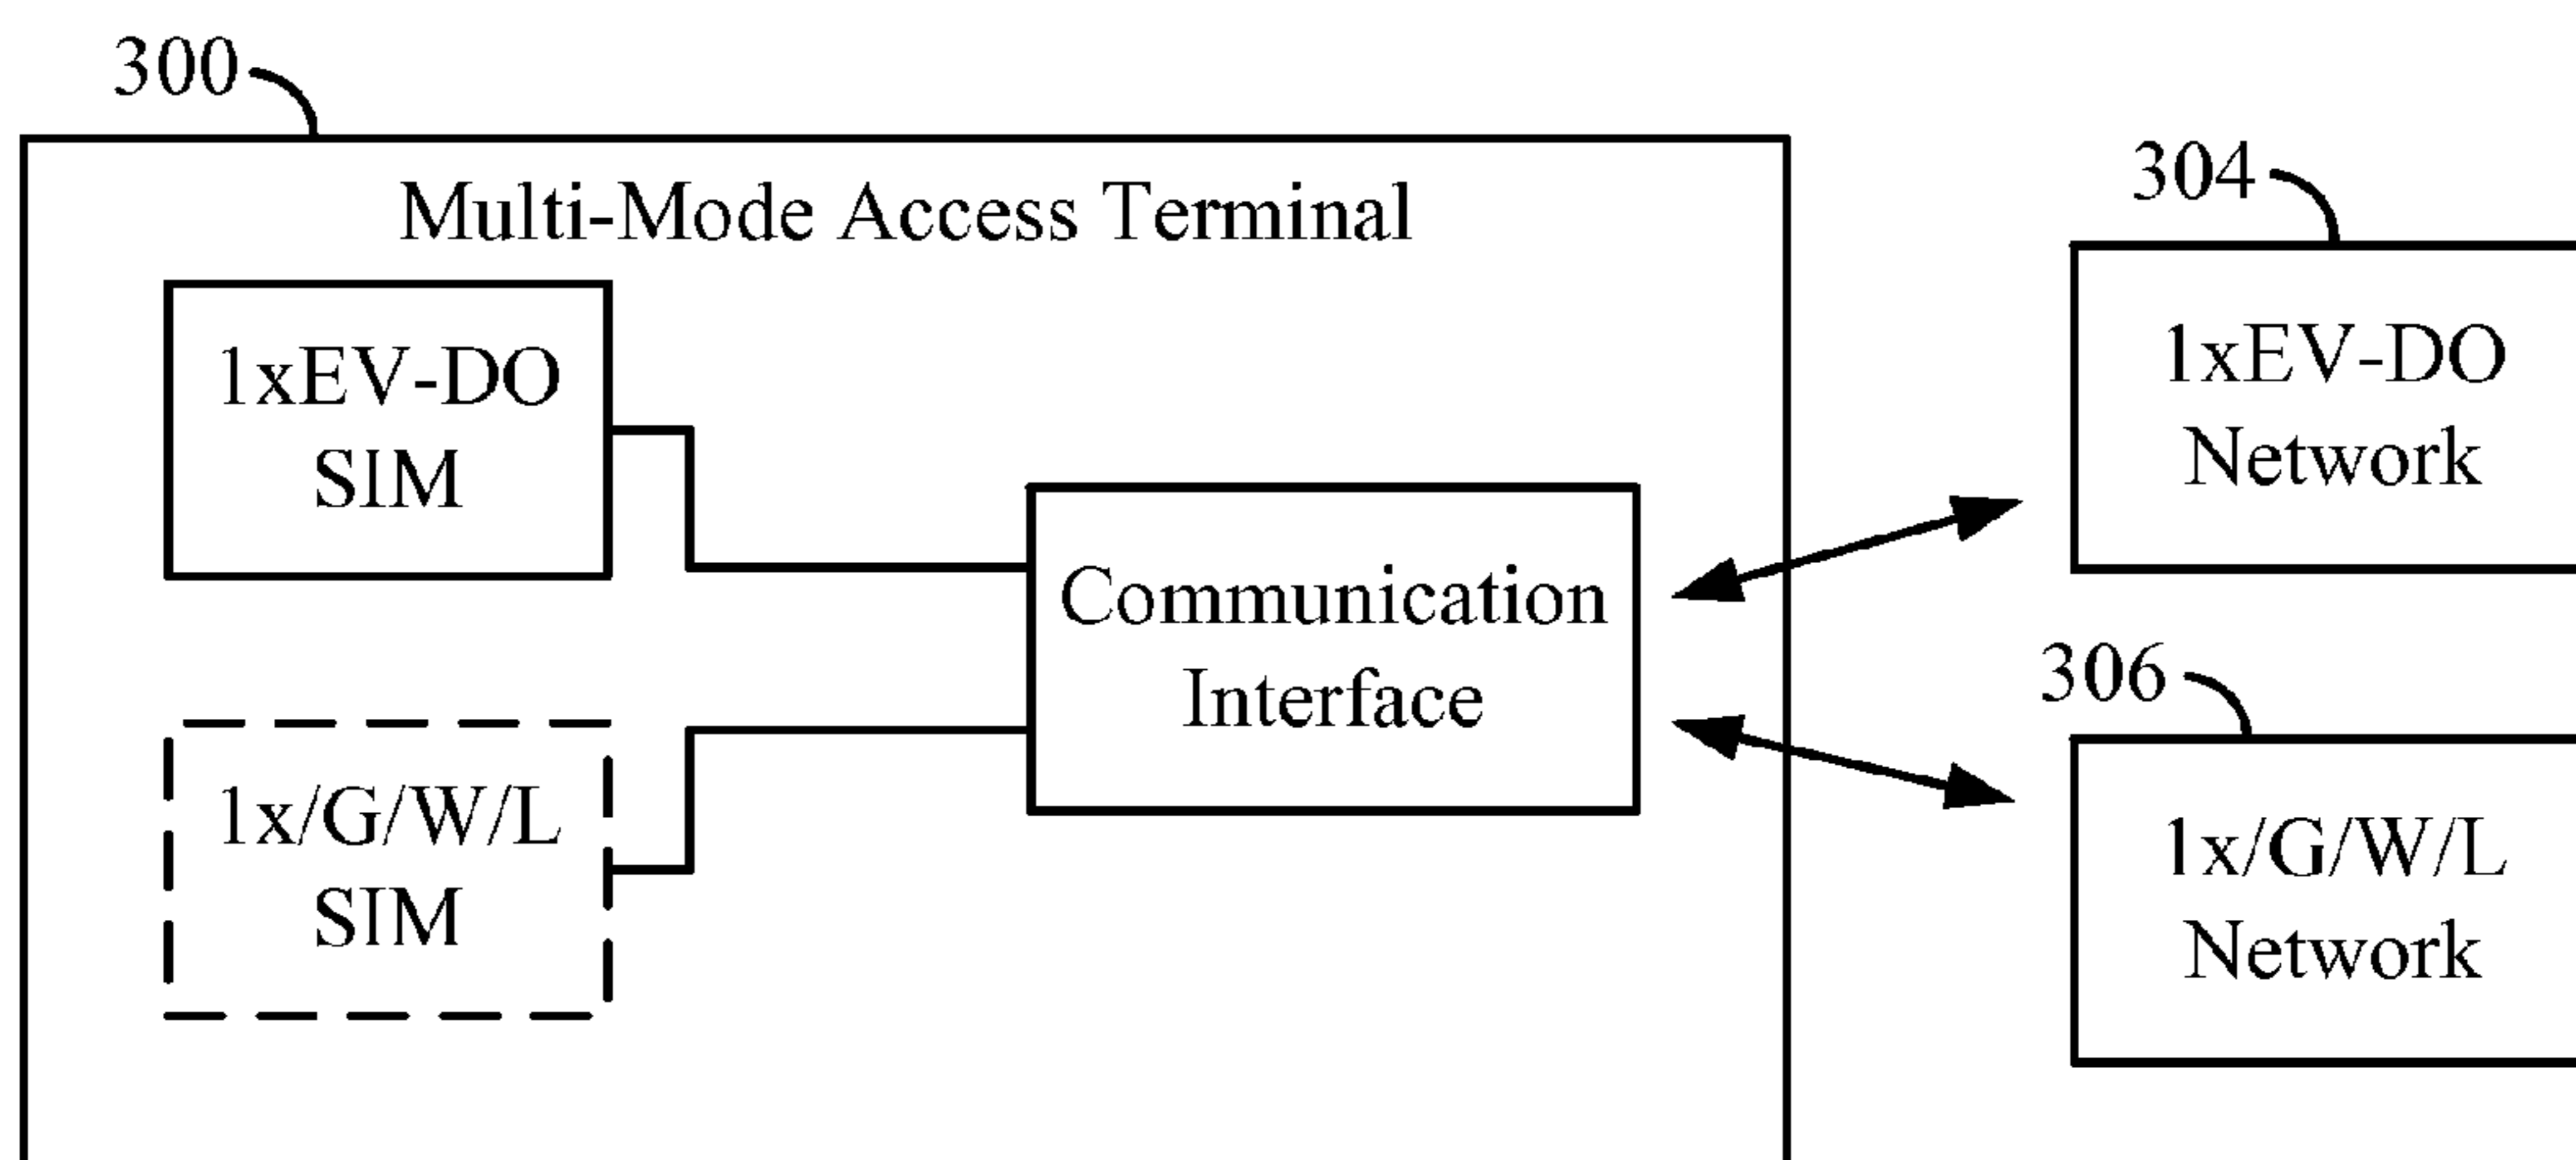 300
Multi-Mode Access Terminal
1xEV-DO
SIM
1x/G/W/L
SIM
Communication
Interface
304
1xEV-DO
Network
306
1x/G/W/L
Network